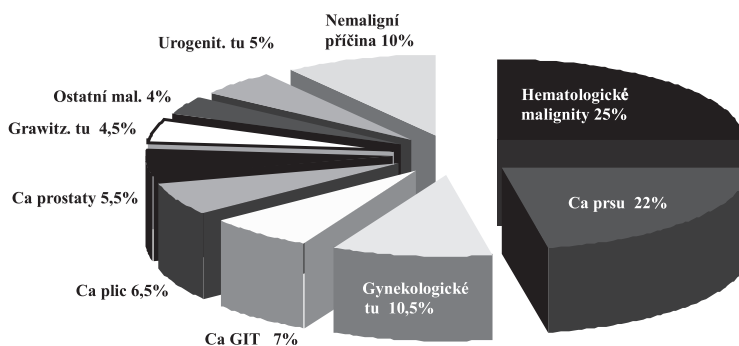 Nemaligní
příčina 10%
Urogenit. tu 5%
Ostatní mal. 4%
Grawitz. tu 4,5%
Ca prostaty 5,5%
Ca plic 6,5%
Ca GIT 7%
Gynekologické
tu 10,5%
Ca prsu 22%
Hematologické
malignity 25%